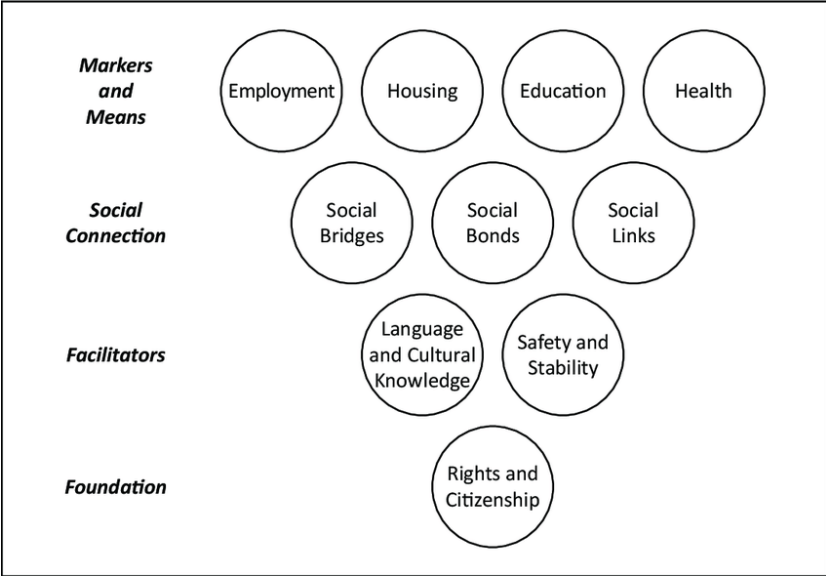 Markers
and
Means
Employment
Housing
Education
Health
Social
Connection
Social
Bridges
Social
Bonds
Social
Links
Facilitators
Language
and Cultural
Knowledge
Safety and
Stability
Foundation
Rights and
Citizenship